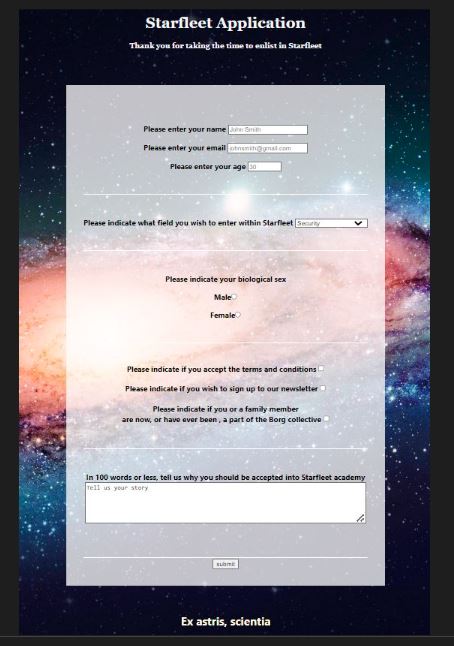 Starfleet Application
Thank you for taking the time to enlist in Starfleet
Please enter your name John Smith
Please enter your email johnsmith@gmail.com
Please enter your age 30
Please indicate what field you wish to enter within Starfleet Security
Please indicate your biological sex
Male
Female
Please indicate if you accept the terms and conditions
Please indicate if you wish to sign up to our newsletter
Please indicate if you or a family member
are now, or have ever been , a part of the Borg collective
In 100 words or less, tell us why you should be accepted into Starfleet academy
Tell us your story
submit
Ex astris, scientia